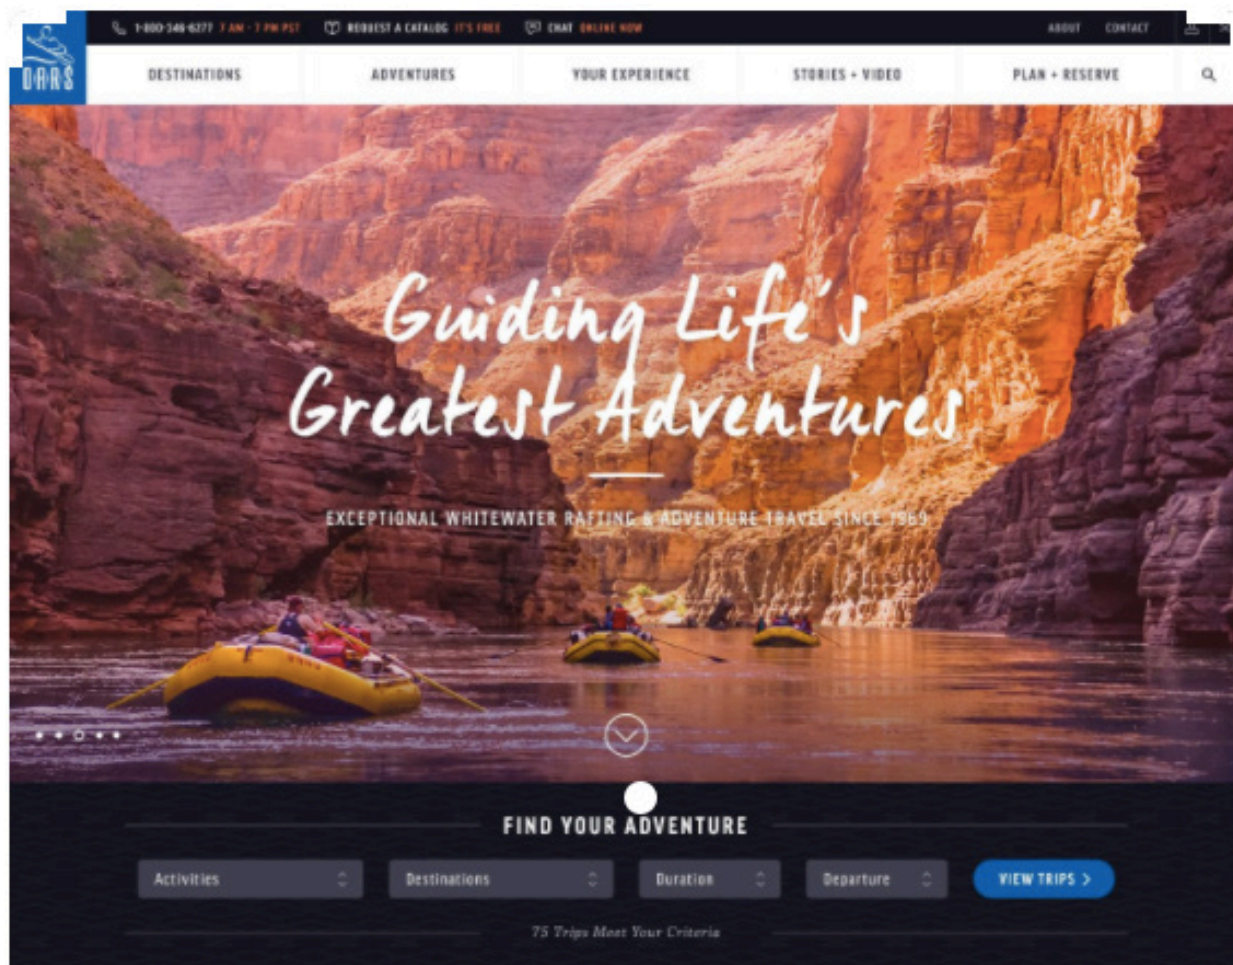 OARS
1-800-346-6277 7 AM - 7 PM PST REQUEST A CATALOG IT'S FREE CHAT ONLINE NOW ABOUT CONTACT
DESTINATIONS ADVENTURES YOUR EXPERIENCE STORIES + VIDEO PLAN + RESERVE
Guiding Life's
Greatest Adventures
EXCEPTIONAL WHITEWATER RAFTING & ADVENTURE TRAVEL SINCE 1969
FIND YOUR ADVENTURE
Activities Destinations Duration Departure VIEW TRIPS >
75 Trips Meet Your Criteria